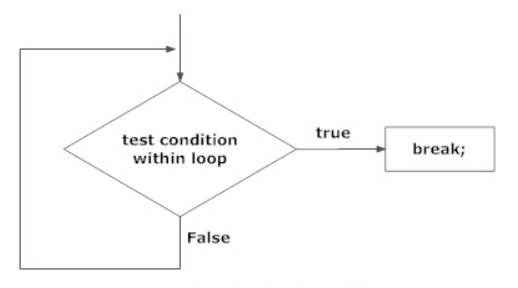 test condition
within loop
true
break;
False